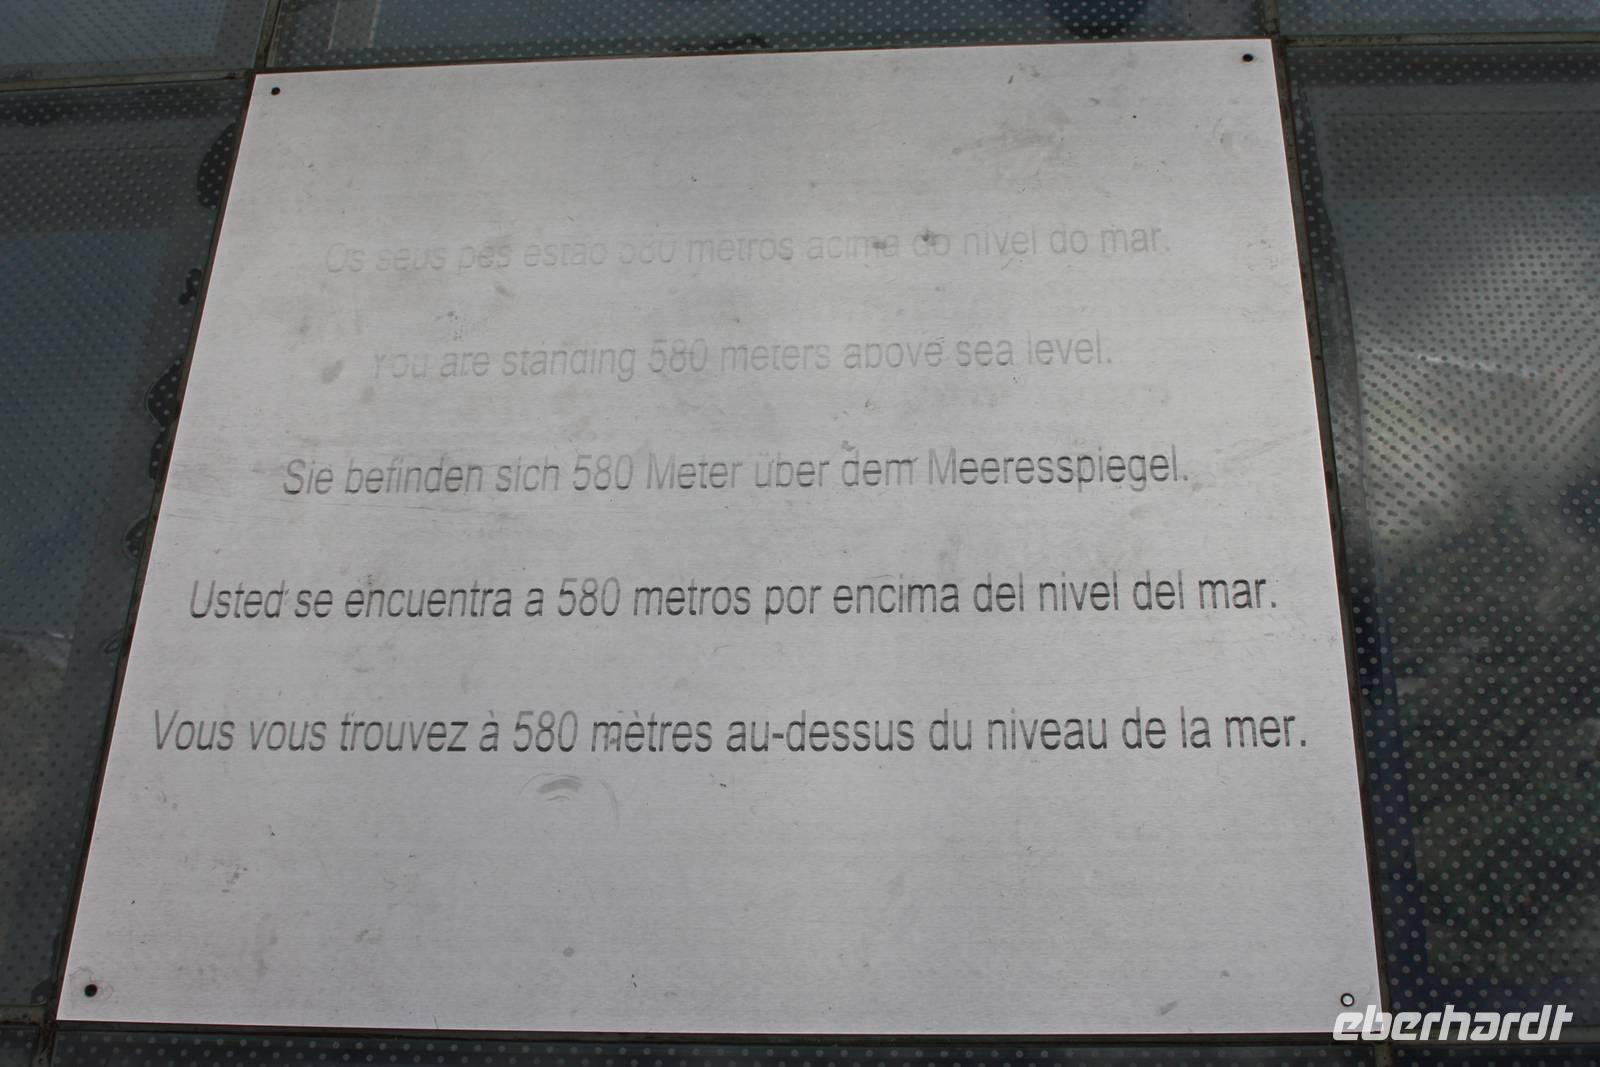 Os seus pés estão 580 metros acima do nível do mar.
You are standing 580 meters above sea level.
Sie befinden sich 580 Meter über dem Meeresspiegel.
Usted se encuentra a 580 metros por encima del nivel del mar.
Vous vous trouvez à 580 mètres au-dessus du niveau de la mer.
eberhardt